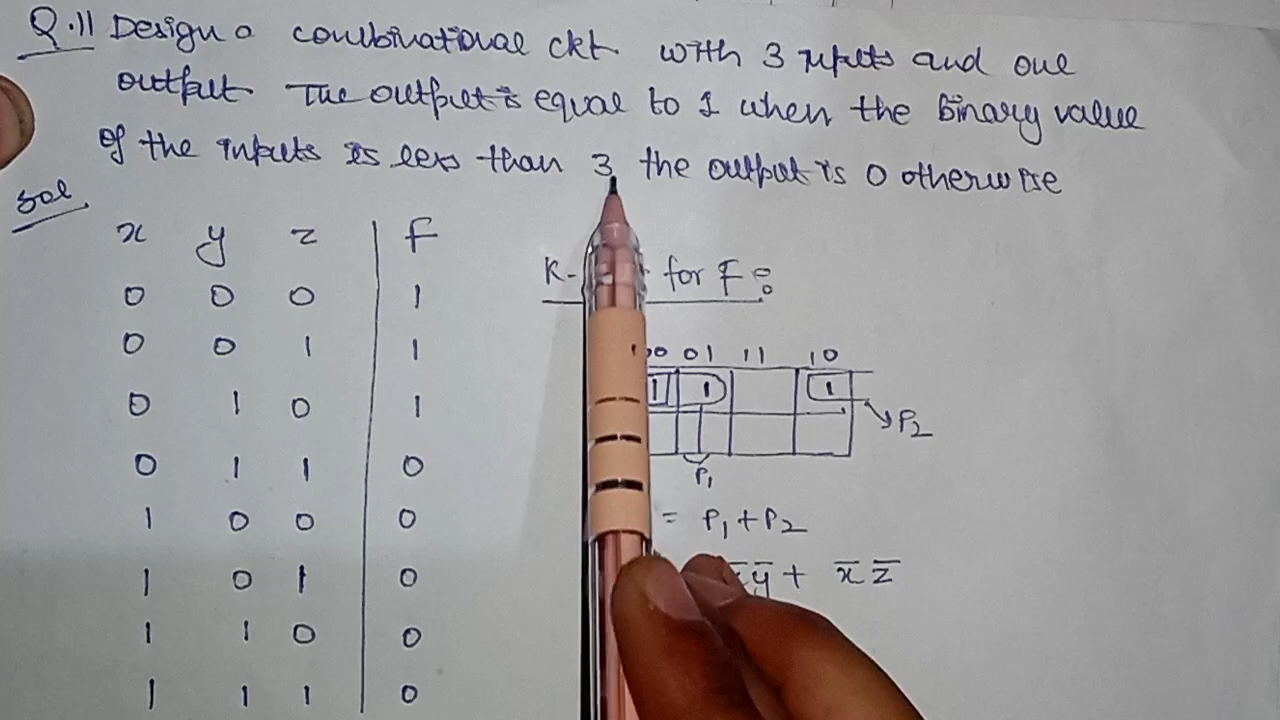 Q.11 Design a combinational ckt with 3 inputs and one
output The output is equal to 1 when the binary value
of the inputs is less than 3 the output is 0 otherwise
Sol
x y z | F
0 0 0 | 1
0 0 1 | 1
0 1 0 | 1
0 1 1 | 0
1 0 0 | 0
1 0 1 | 0
1 1 0 | 0
1 1 1 | 0
K- for F :
00 01 11 10
1 1 1
P2
P1
= P1 + P2
x̄ȳ + x̄ z̄